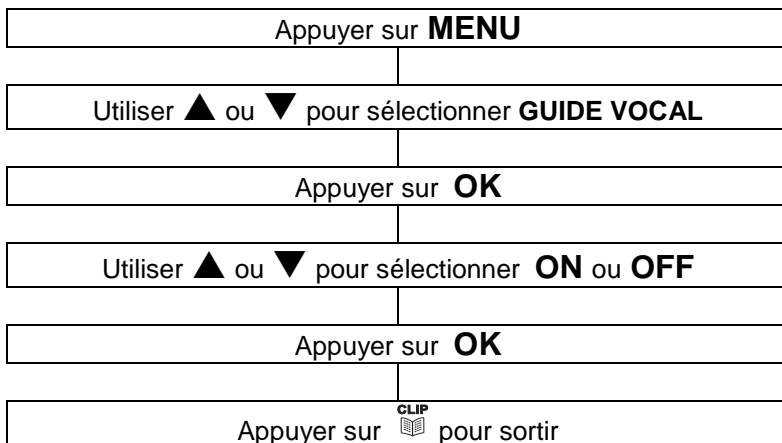 Appuyer sur MENU
Utiliser ▲ ou ▼ pour sélectionner GUIDE VOCAL
Appuyer sur OK
Utiliser ▲ ou ▼ pour sélectionner ON ou OFF
Appuyer sur OK
Appuyer sur CLIP pour sortir